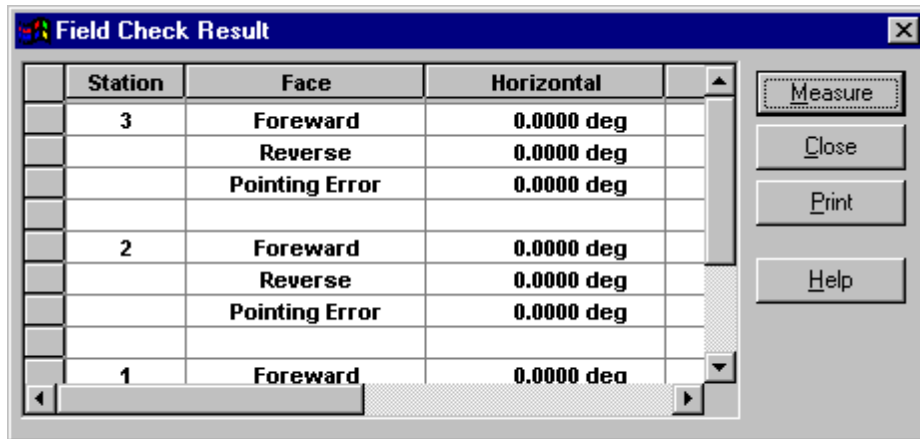 Field Check Result
Station Face Horizontal
3 Foreward 0.0000 deg
Reverse 0.0000 deg
Pointing Error 0.0000 deg
2 Foreward 0.0000 deg
Reverse 0.0000 deg
Pointing Error 0.0000 deg
1 Foreward 0.0000 deg
Measure
Close
Print
Help